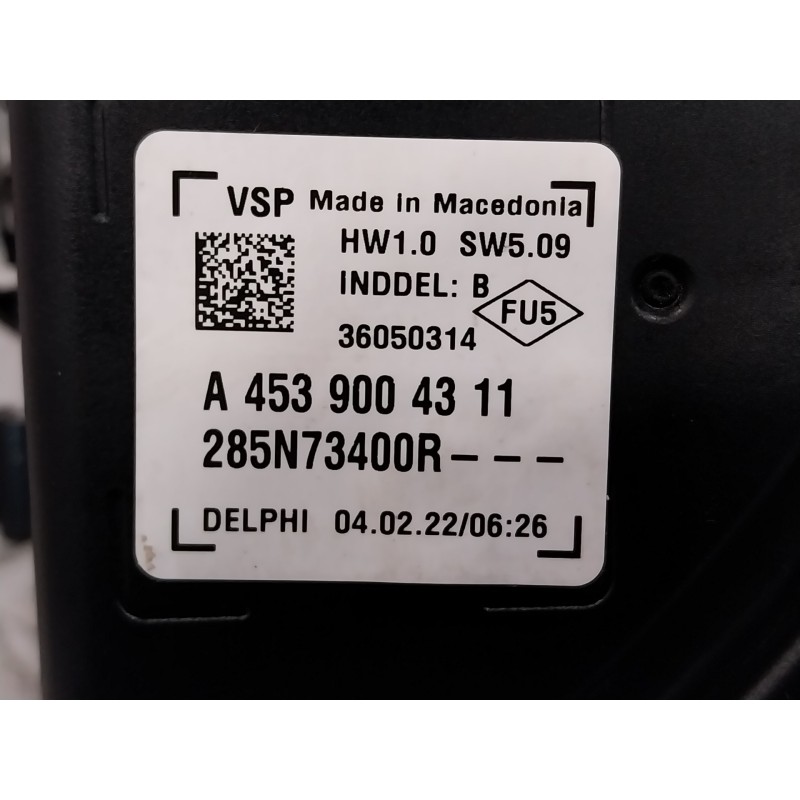 VSP Made in Macedonia
HW1.0 SW5.09
INDDEL: B
FU5
36050314
A 453 900 43 11
285N73400R---
DELPHI 04.02.22/06:26